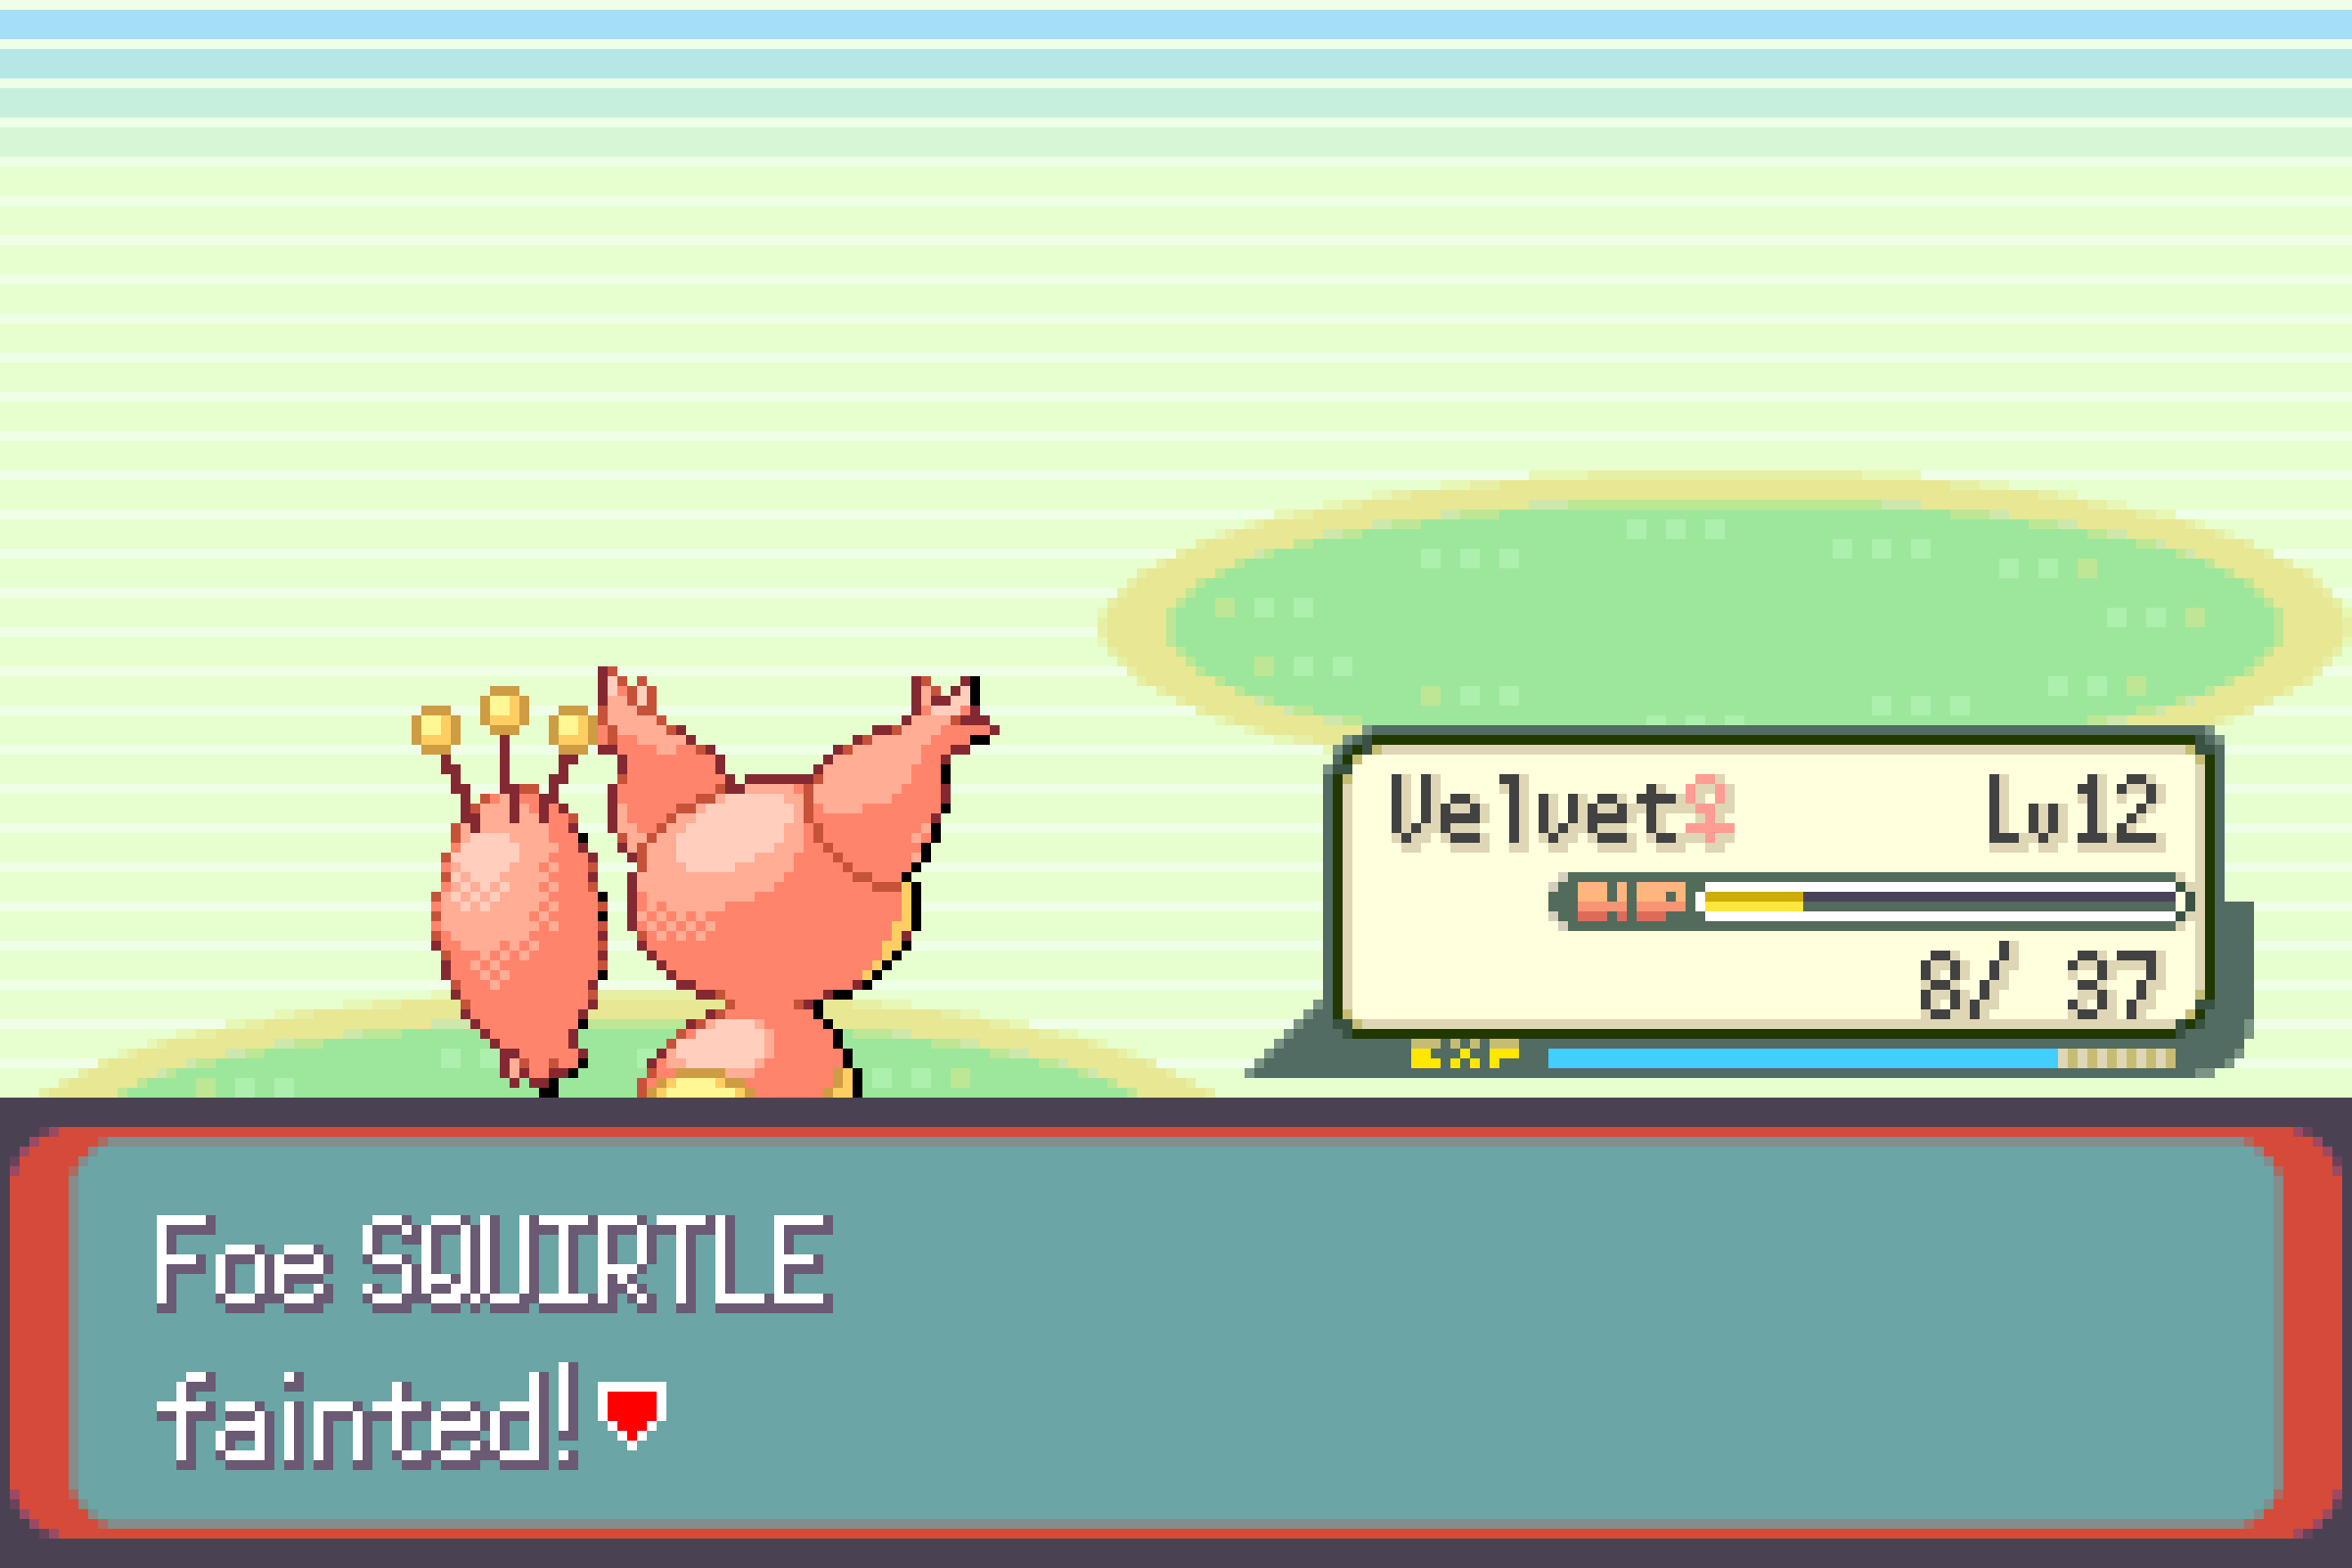 Velvet♀ Lv12
HP
8/ 37
EXP
Foe SQUIRTLE
fainted!